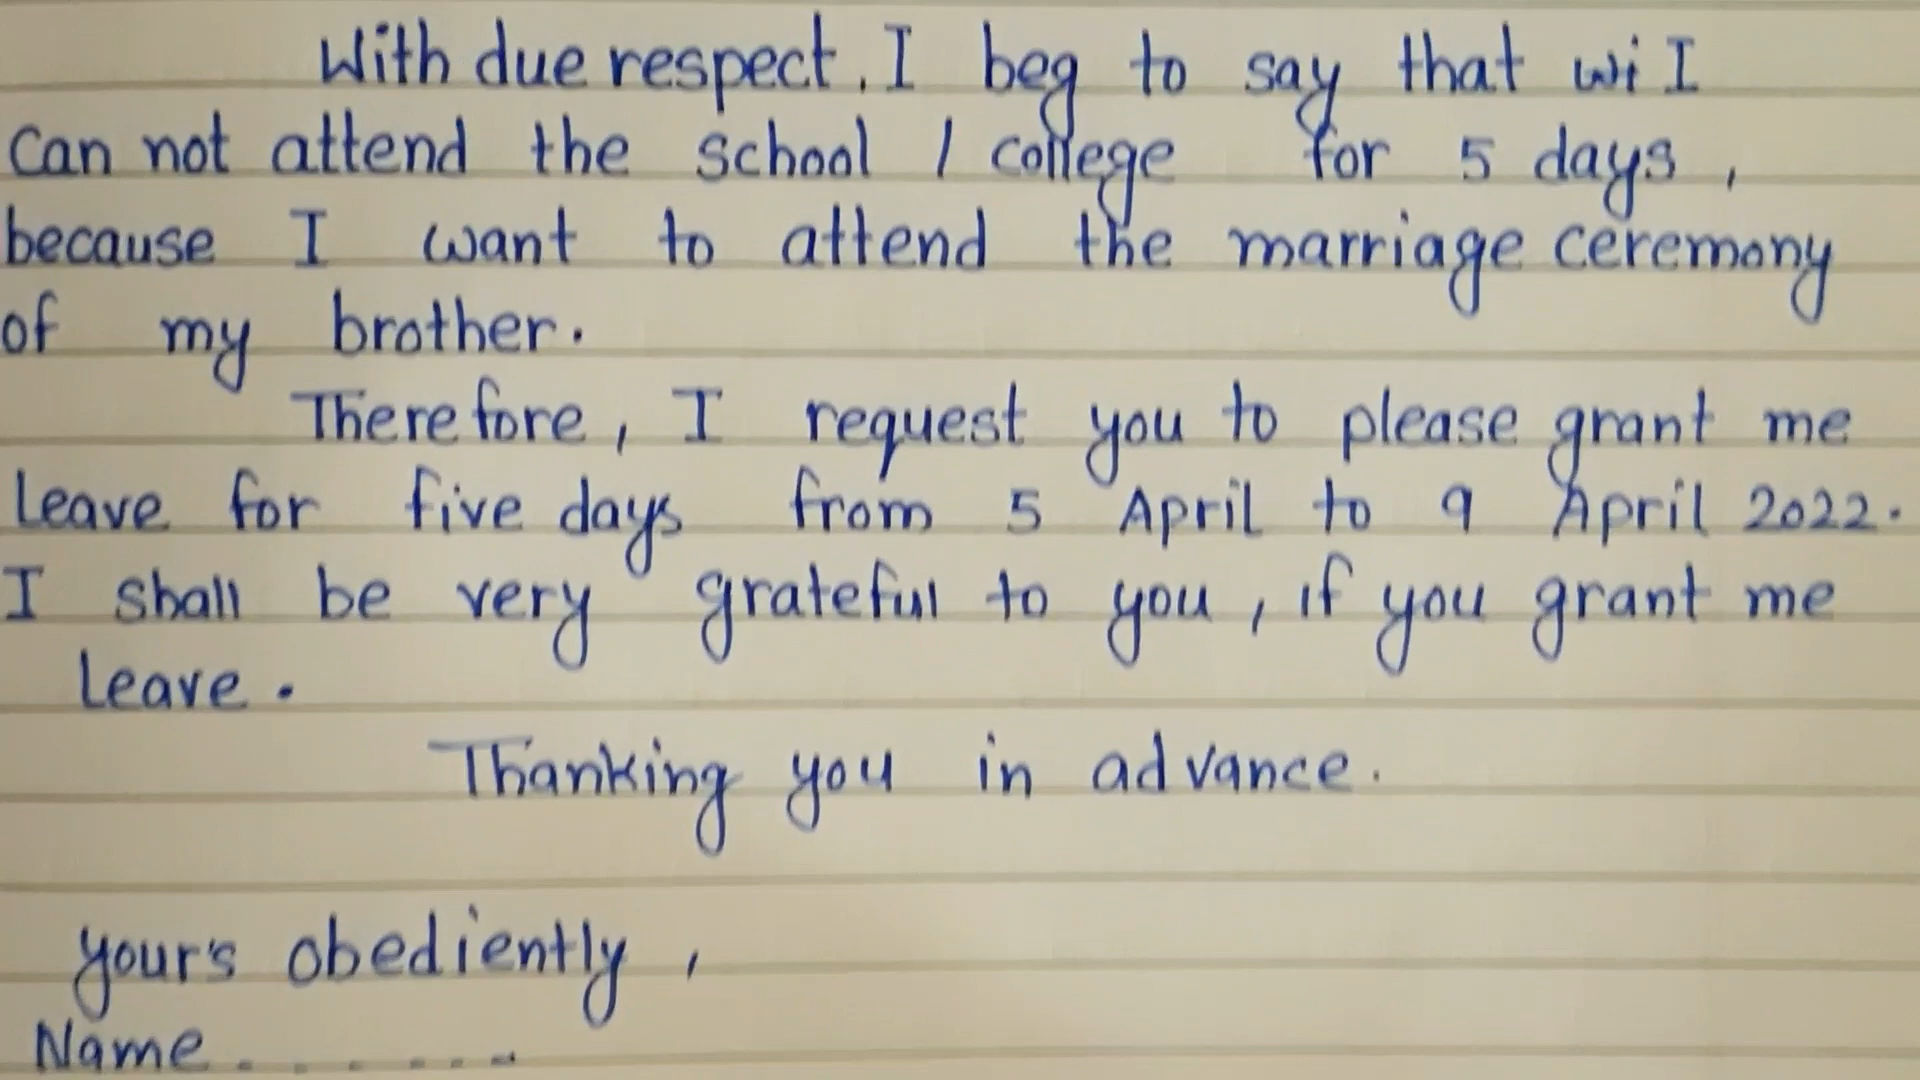 With due respect, I beg to say that wi I
can not attend the school / college for 5 days,
because I want to attend the marriage ceremony
of my brother.
Therefore, I request you to please grant me
leave for five days from 5 April to 9 April 2022.
I shall be very grateful to you, if you grant me
leave.
Thanking you in advance.
your's obediently,
Name.......